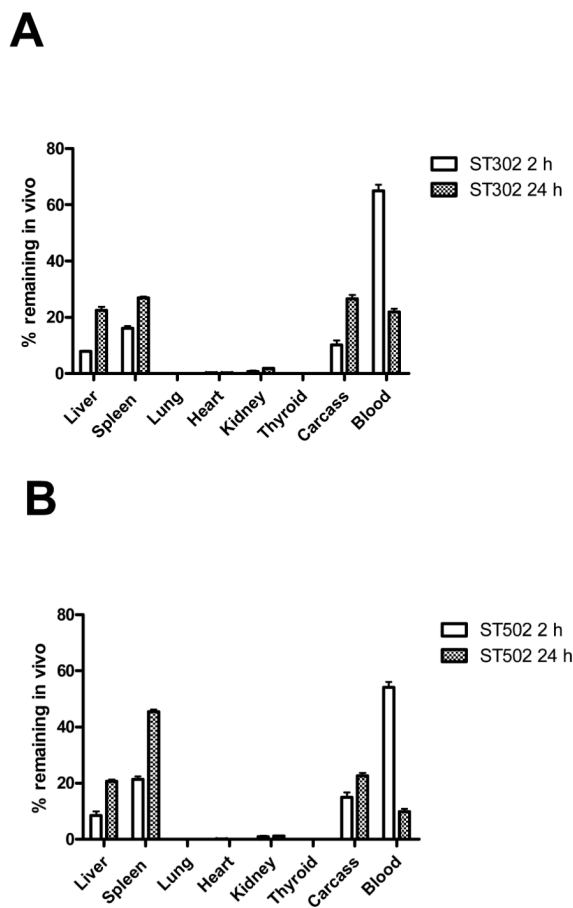 A
80
60
40
20
0
% remaining in vivo
ST302 2 h
ST302 24 h
Liver
Spleen
Lung
Heart
Kidney
Thyroid
Carcass
Blood
B
80
60
40
20
0
% remaining in vivo
ST502 2 h
ST502 24 h
Liver
Spleen
Lung
Heart
Kidney
Thyroid
Carcass
Blood